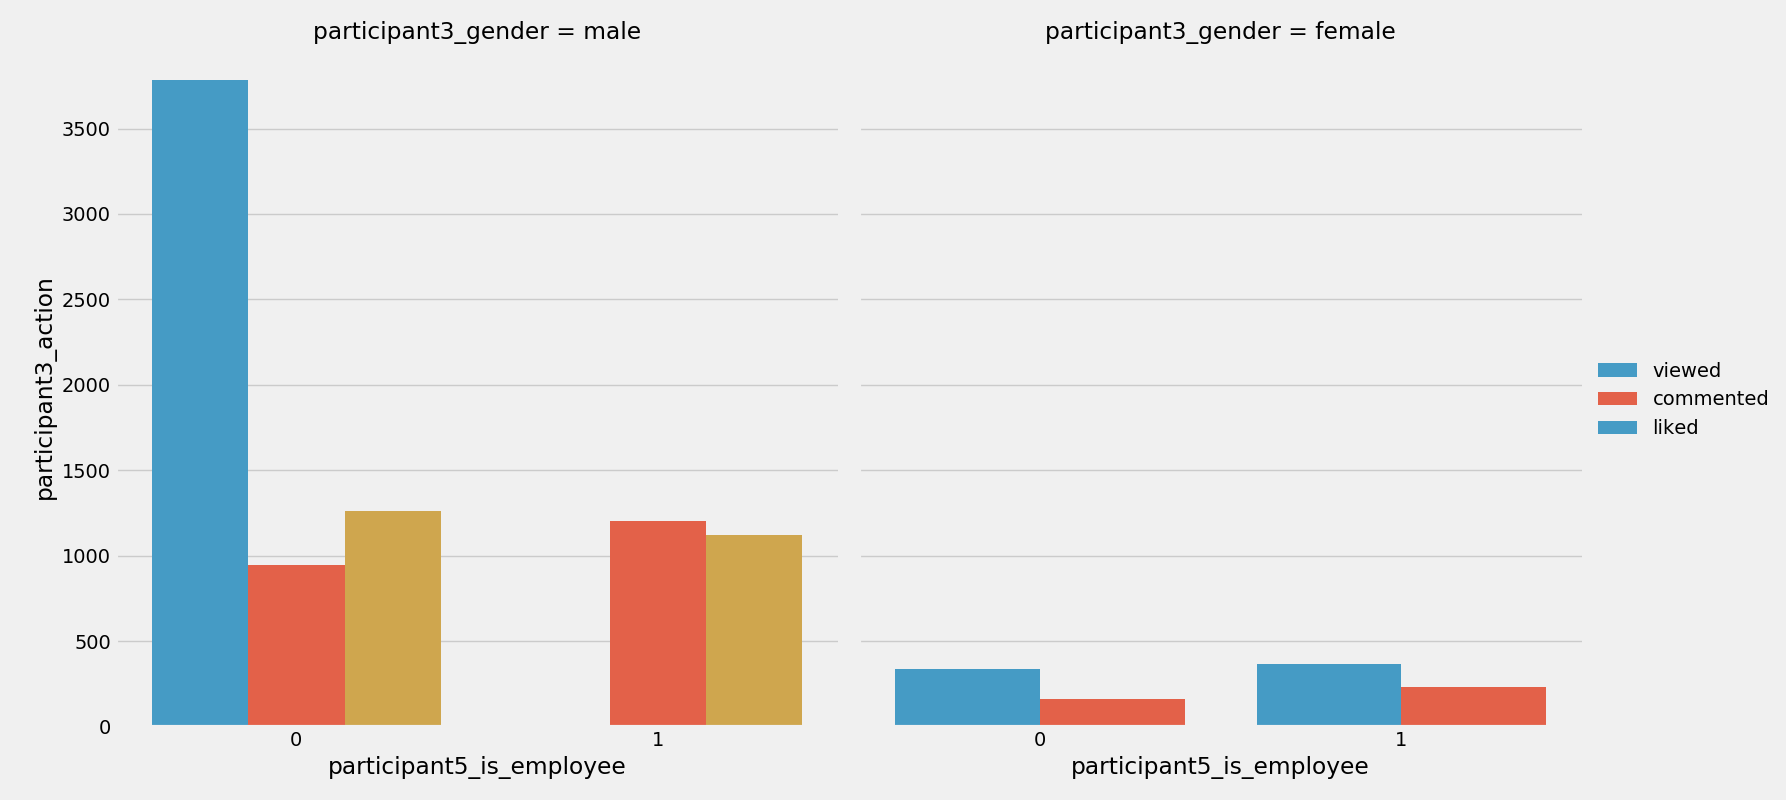 participant3_gender = male
participant3_gender = female
participant3_action
3500
3000
2500
2000
1500
1000
500
0
0
1
participant5_is_employee
0
1
participant5_is_employee
viewed
commented
liked